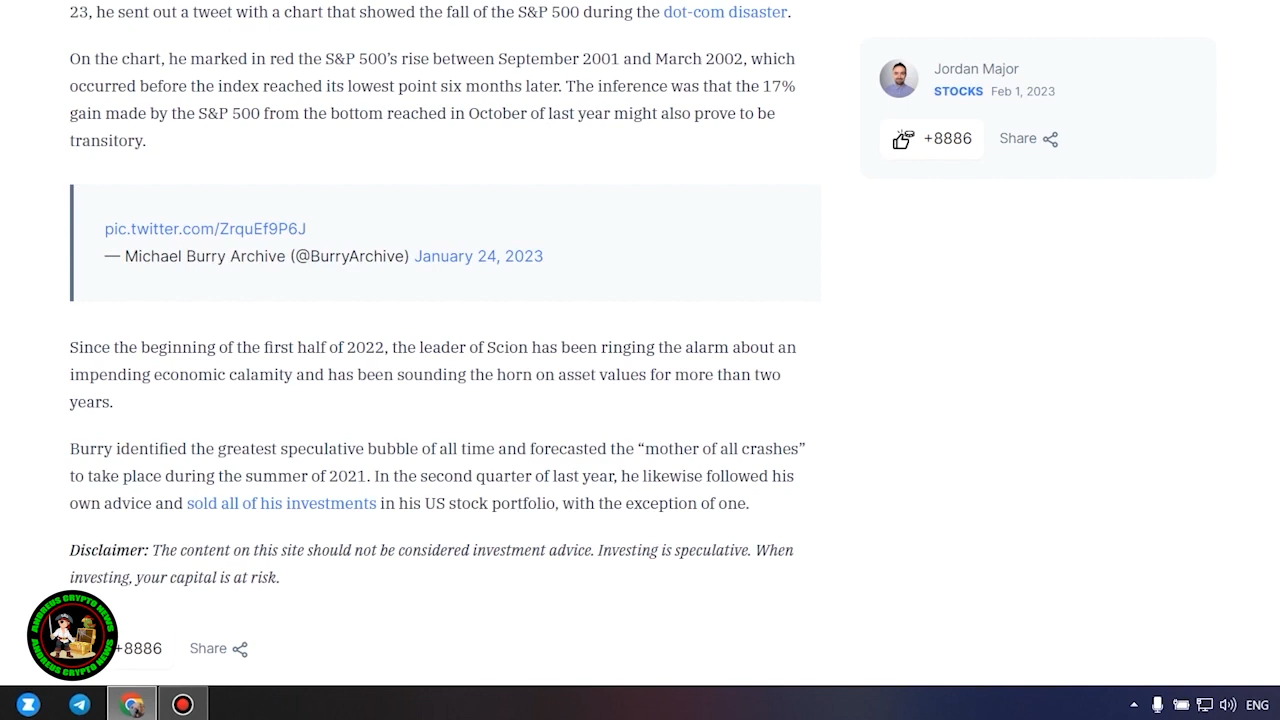 23, he sent out a tweet with a chart that showed the fall of the S&P 500 during the dot-com disaster.
On the chart, he marked in red the S&P 500’s rise between September 2001 and March 2002, which
occurred before the index reached its lowest point six months later. The inference was that the 17%
gain made by the S&P 500 from the bottom reached in October of last year might also prove to be
transitory.
pic.twitter.com/ZrquEf9P6J
— Michael Burry Archive (@BurryArchive) January 24, 2023
Since the beginning of the first half of 2022, the leader of Scion has been ringing the alarm about an
impending economic calamity and has been sounding the horn on asset values for more than two
years.
Burry identified the greatest speculative bubble of all time and forecasted the “mother of all crashes”
to take place during the summer of 2021. In the second quarter of last year, he likewise followed his
own advice and sold all of his investments in his US stock portfolio, with the exception of one.
Disclaimer: The content on this site should not be considered investment advice. Investing is speculative. When
investing, your capital is at risk.
+8886 Share
Jordan Major
STOCKS Feb 1, 2023
+8886 Share
ANDREUS CRYPTO NEWS
ANDREUS CRYPTO NEWS
ENG